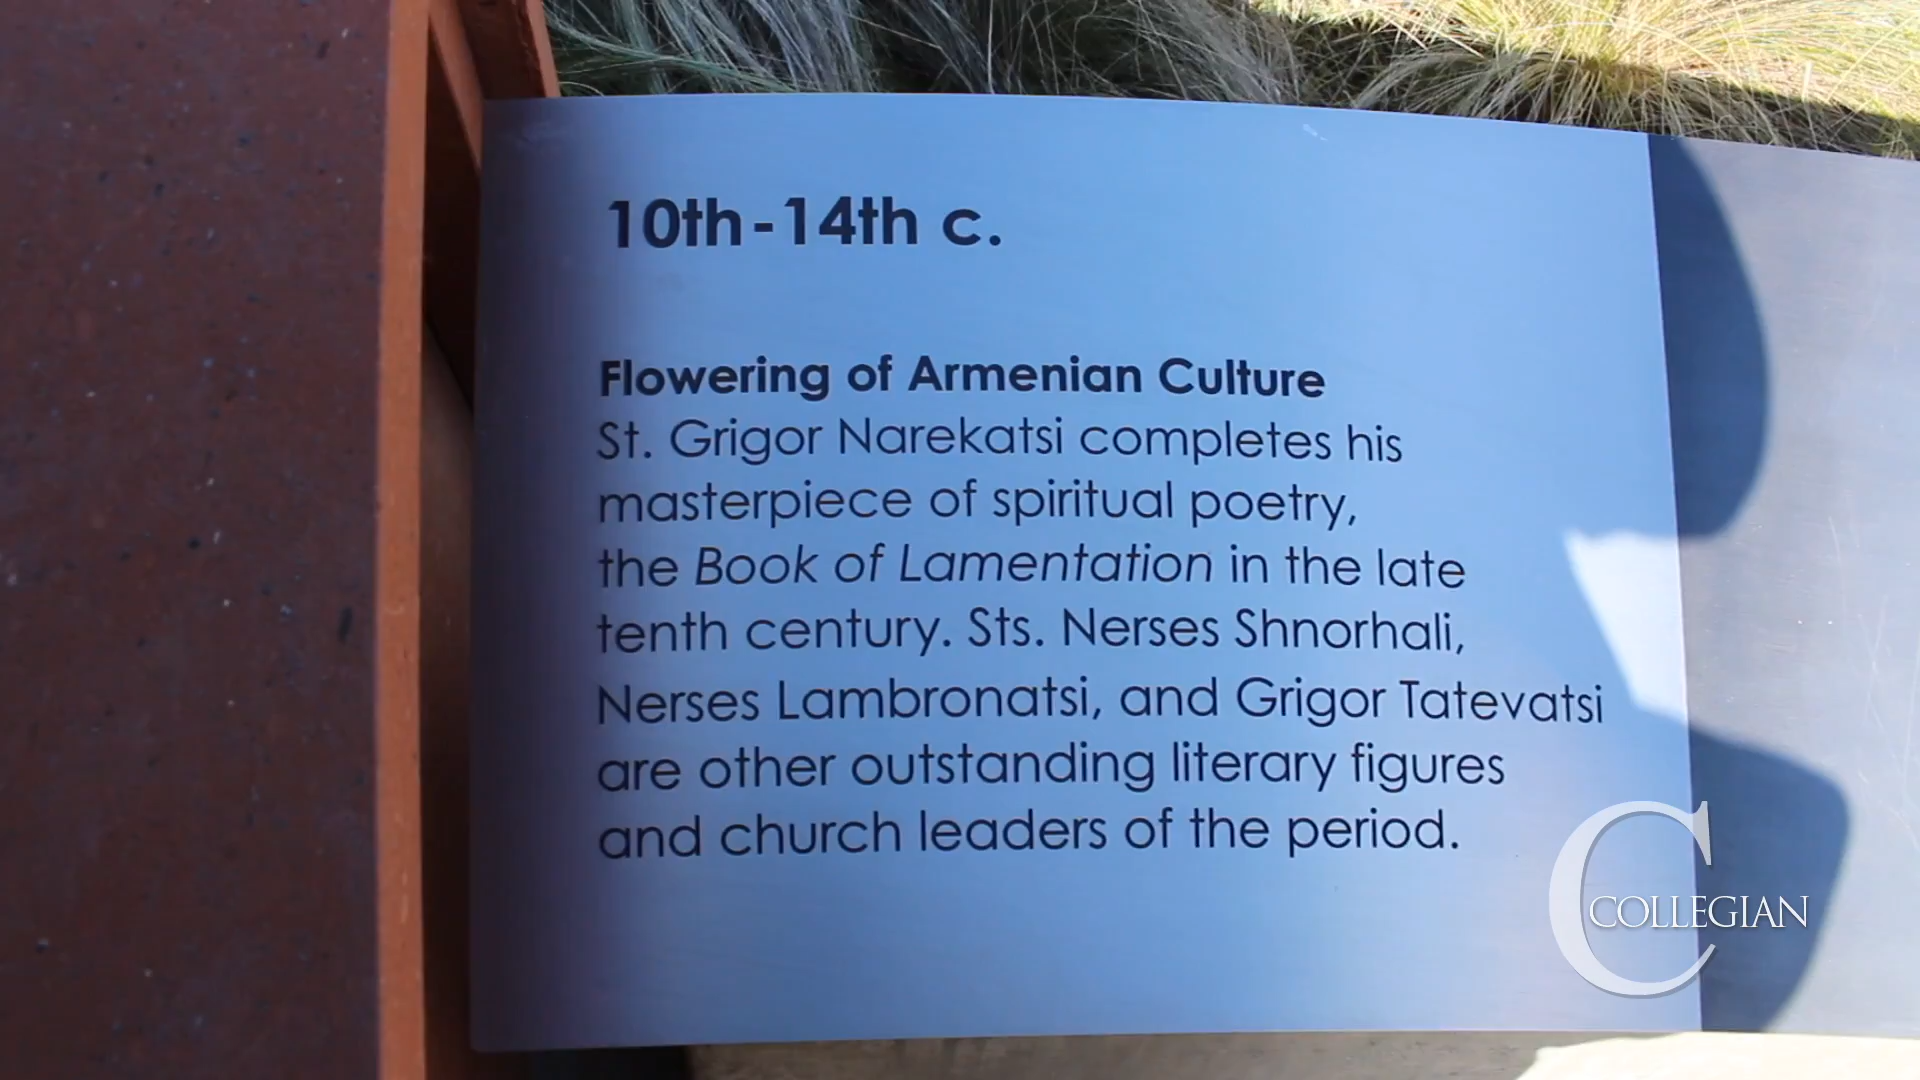 10th-14th c.
Flowering of Armenian Culture
St. Grigor Narekatsi completes his
masterpiece of spiritual poetry,
the Book of Lamentation in the late
tenth century. Sts. Nerses Shnorhali,
Nerses Lambronatsi, and Grigor Tatevatsi
are other outstanding literary figures
and church leaders of the period.
C
COLLEGIAN